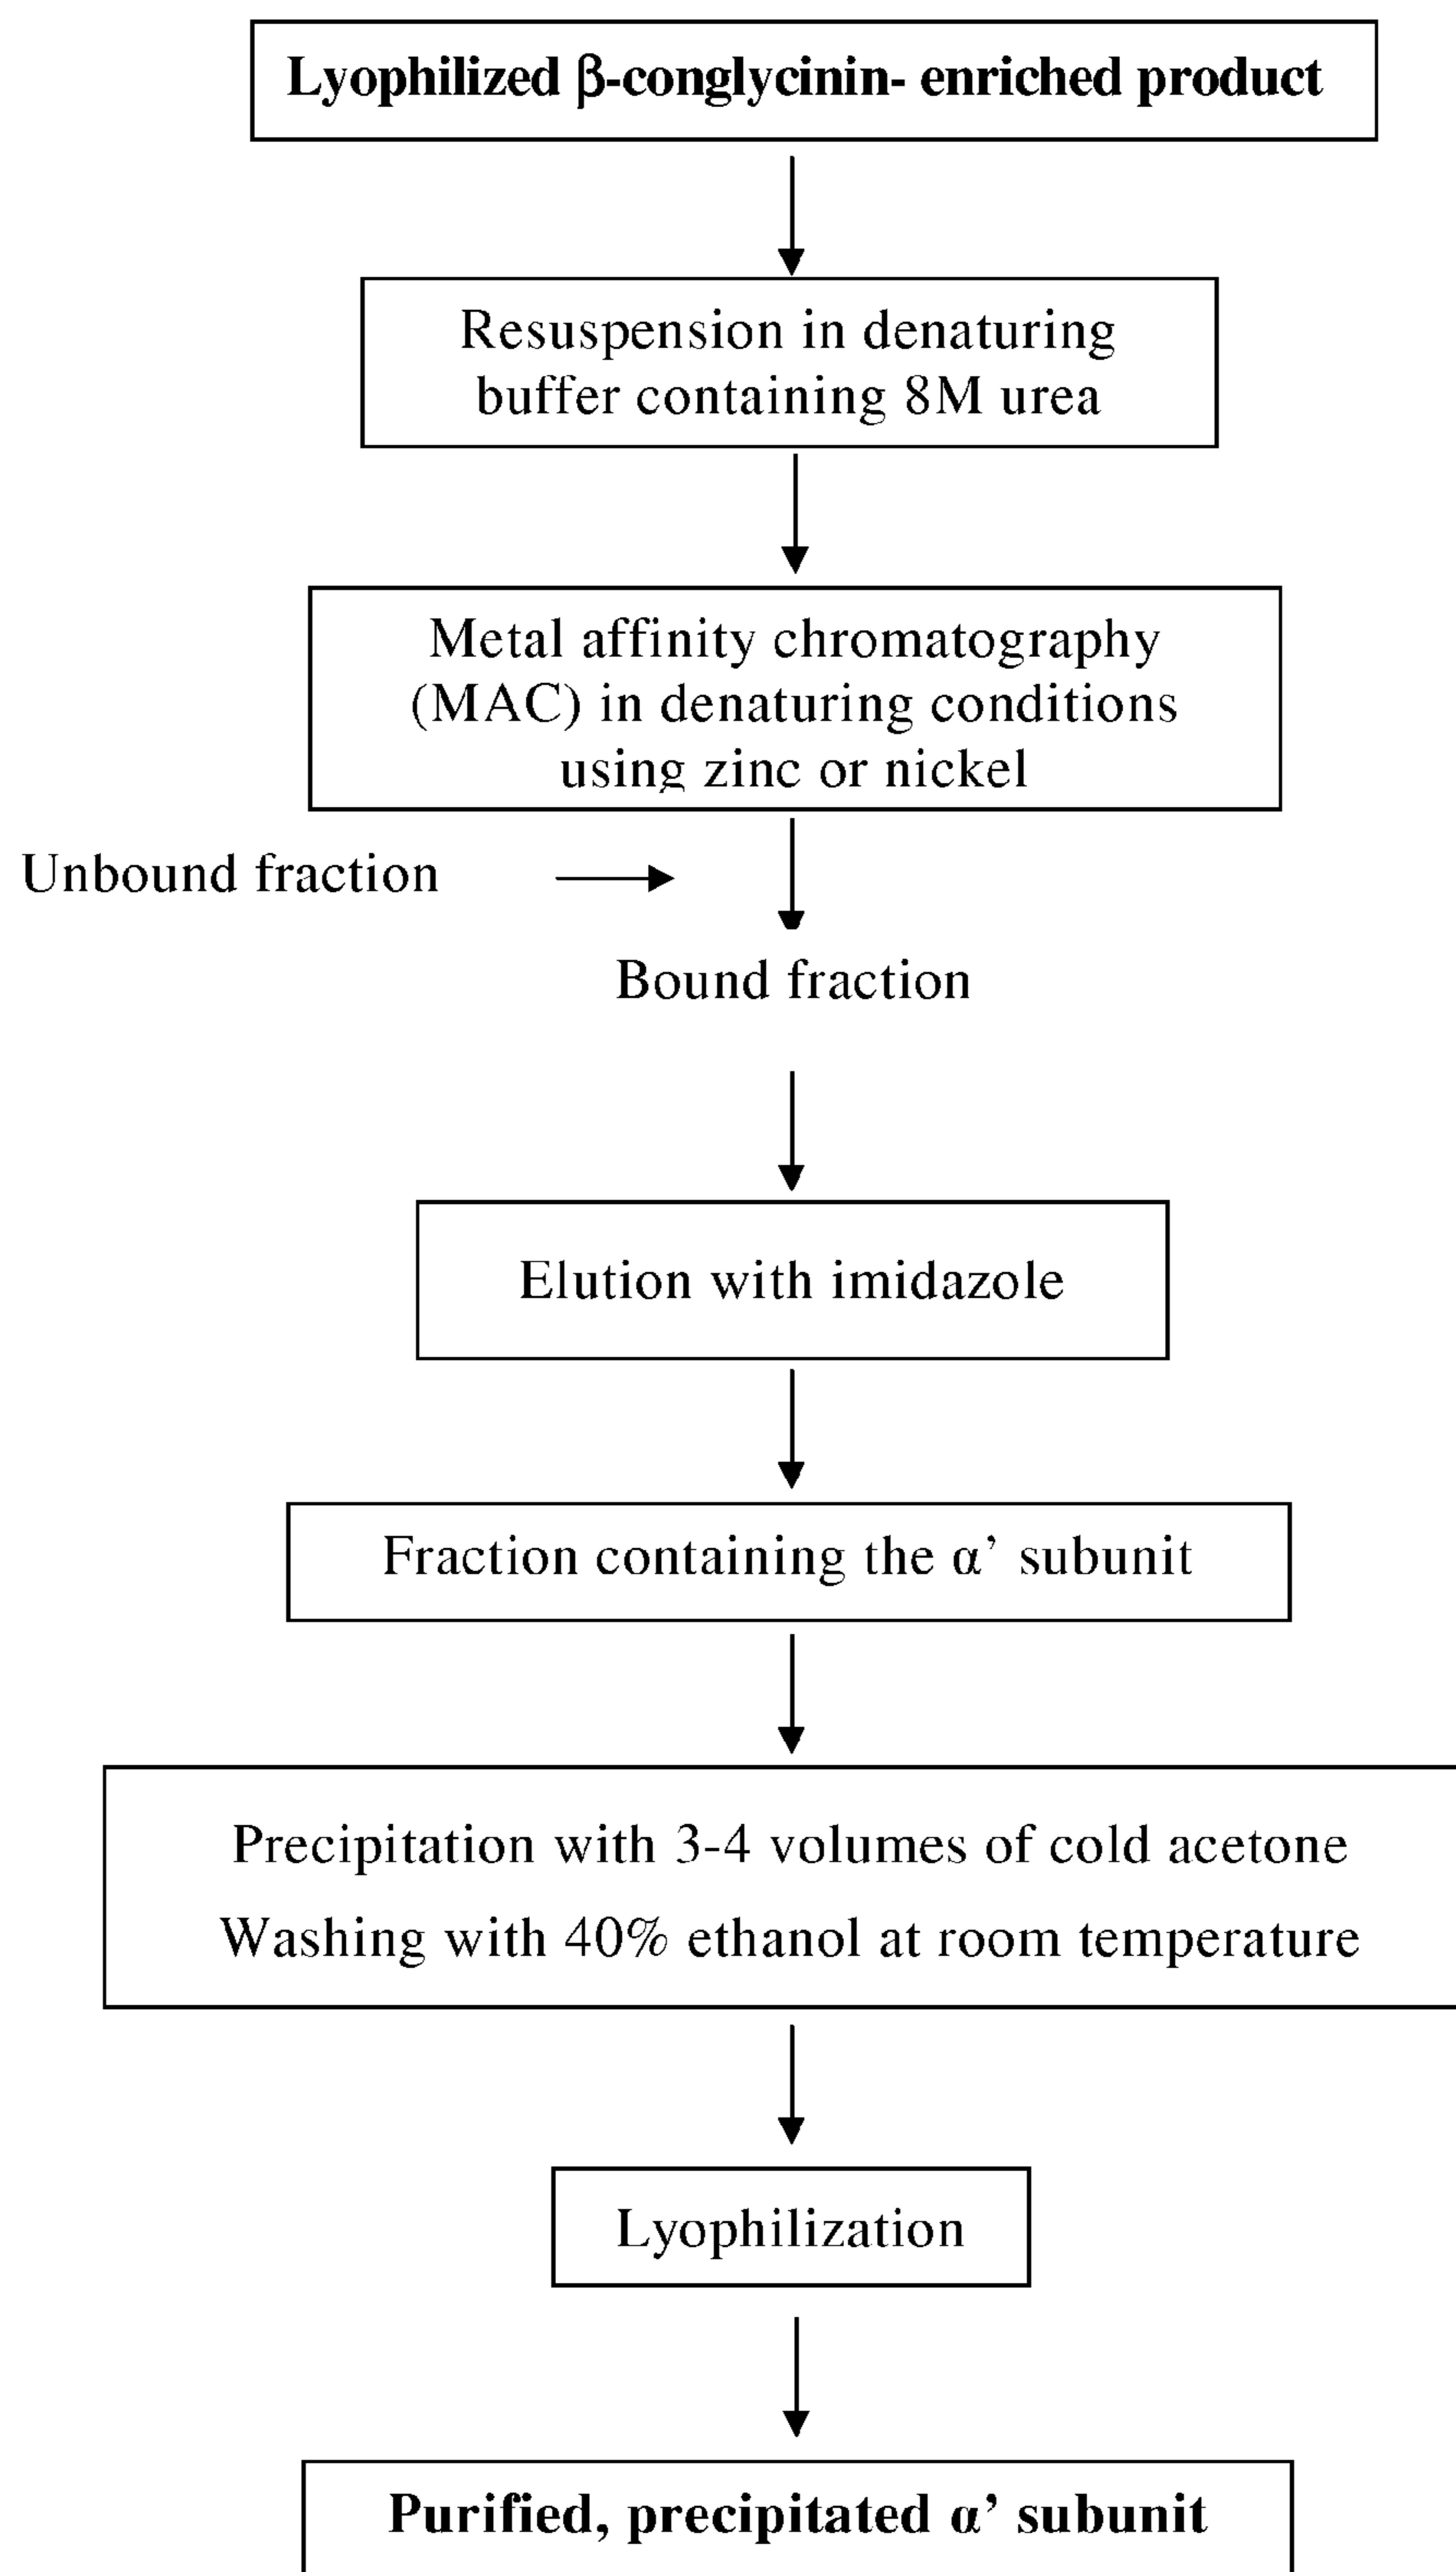 Lyophilized β-conglycinin- enriched product
Resuspension in denaturing
buffer containing 8M urea
Metal affinity chromatography
(MAC) in denaturing conditions
using zinc or nickel
Unbound fraction
Bound fraction
Elution with imidazole
Fraction containing the α’ subunit
Precipitation with 3-4 volumes of cold acetone
Washing with 40% ethanol at room temperature
Lyophilization
Purified, precipitated α’ subunit